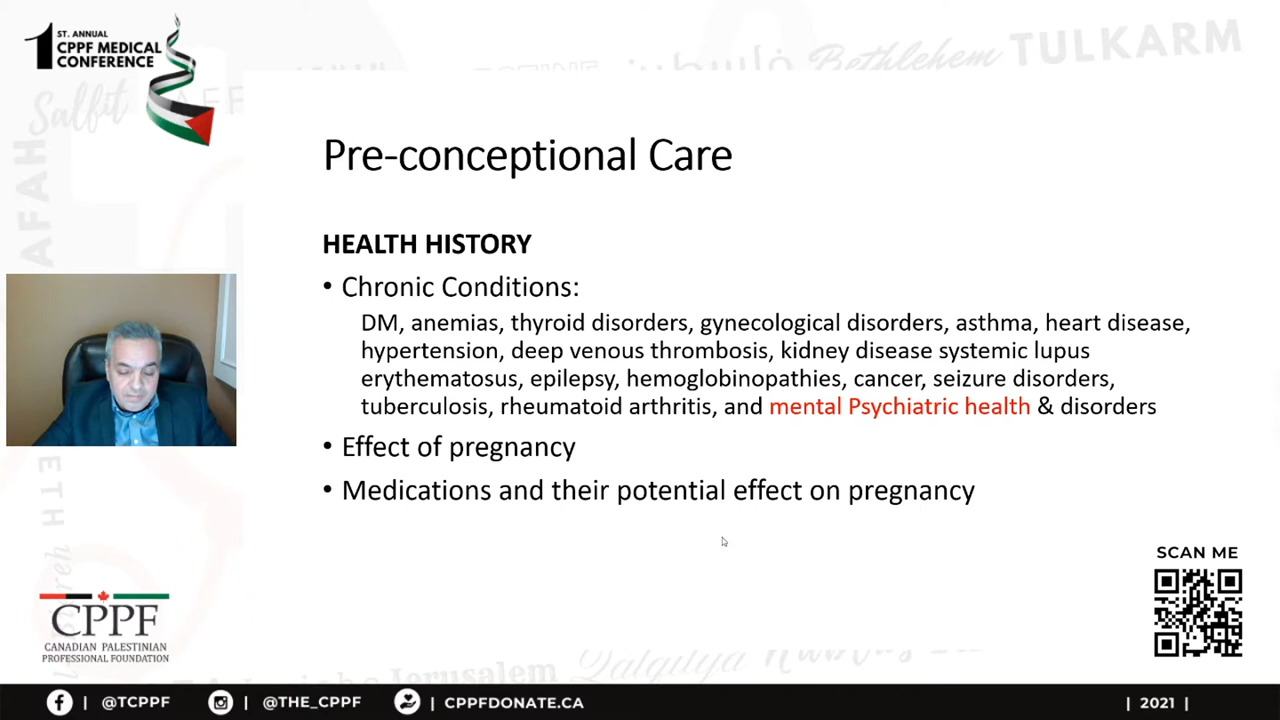 1 ST. ANNUAL
CPPF MEDICAL
CONFERENCE
Bethlehem TULKARM
Salfit
Pre-conceptional Care
HEALTH HISTORY
• Chronic Conditions:
DM, anemias, thyroid disorders, gynecological disorders, asthma, heart disease,
hypertension, deep venous thrombosis, kidney disease systemic lupus
erythematosus, epilepsy, hemoglobinopathies, cancer, seizure disorders,
tuberculosis, rheumatoid arthritis, and mental Psychiatric health & disorders
• Effect of pregnancy
• Medications and their potential effect on pregnancy
SCAN ME
CPPF
CANADIAN PALESTINIAN
PROFESSIONAL FOUNDATION
Jerusalem Qalqilya
| @TCPPF | @THE_CPPF | CPPFDONATE.CA | 2021 |